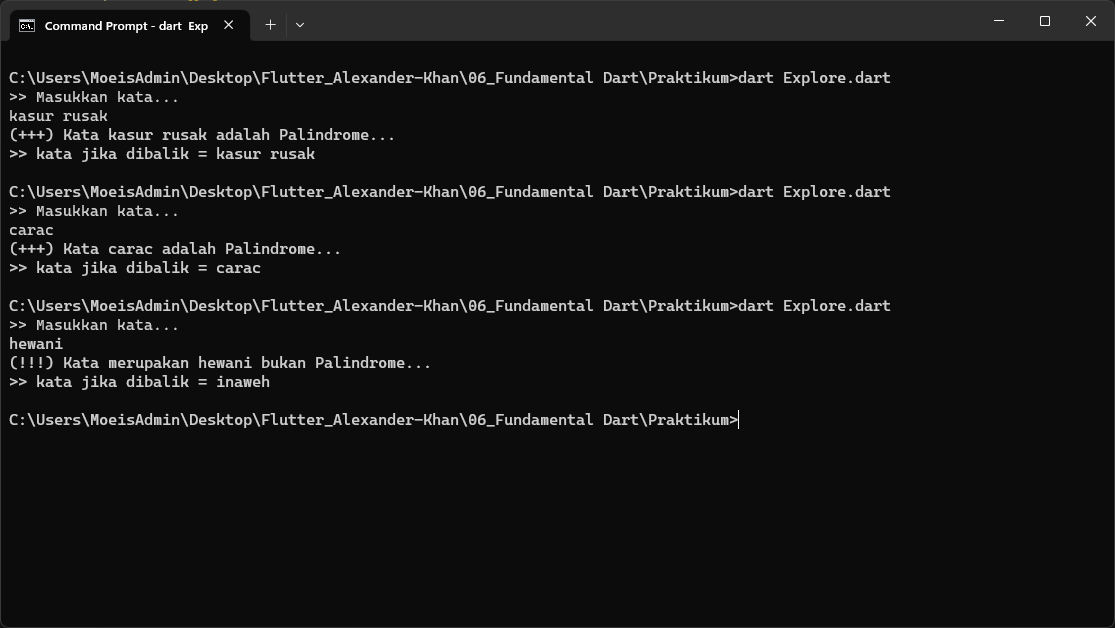 Command Prompt - dart  Exp
C:\Users\MoeisAdmin\Desktop\Flutter_Alexander-Khan\06_Fundamental Dart\Praktikum>dart Explore.dart
>> Masukkan kata...
kasur rusak
(+++) Kata kasur rusak adalah Palindrome...
>> kata jika dibalik = kasur rusak
C:\Users\MoeisAdmin\Desktop\Flutter_Alexander-Khan\06_Fundamental Dart\Praktikum>dart Explore.dart
>> Masukkan kata...
carac
(+++) Kata carac adalah Palindrome...
>> kata jika dibalik = carac
C:\Users\MoeisAdmin\Desktop\Flutter_Alexander-Khan\06_Fundamental Dart\Praktikum>dart Explore.dart
>> Masukkan kata...
hewani
(!!!) Kata merupakan hewani bukan Palindrome...
>> kata jika dibalik = inaweh
C:\Users\MoeisAdmin\Desktop\Flutter_Alexander-Khan\06_Fundamental Dart\Praktikum>